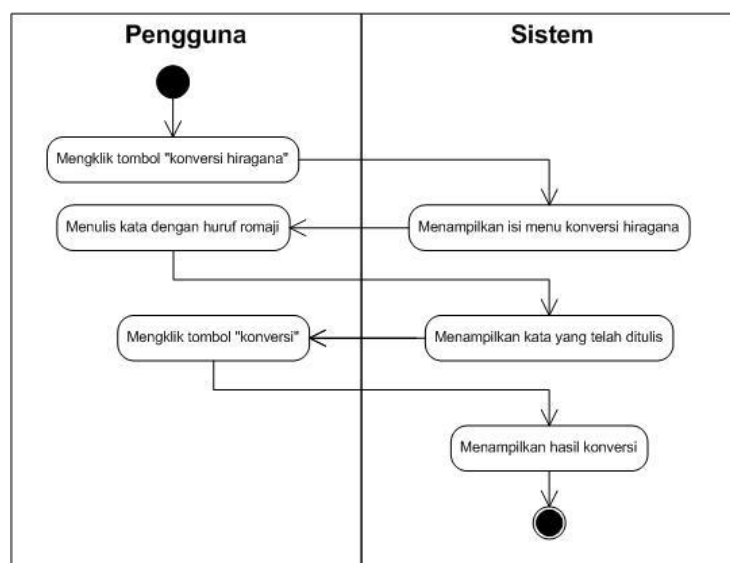 Pengguna
Sistem
Mengklik tombol "konversi hiragana"
Menampilkan isi menu konversi hiragana
Menulis kata dengan huruf romaji
Menampilkan kata yang telah ditulis
Mengklik tombol "konversi"
Menampilkan hasil konversi